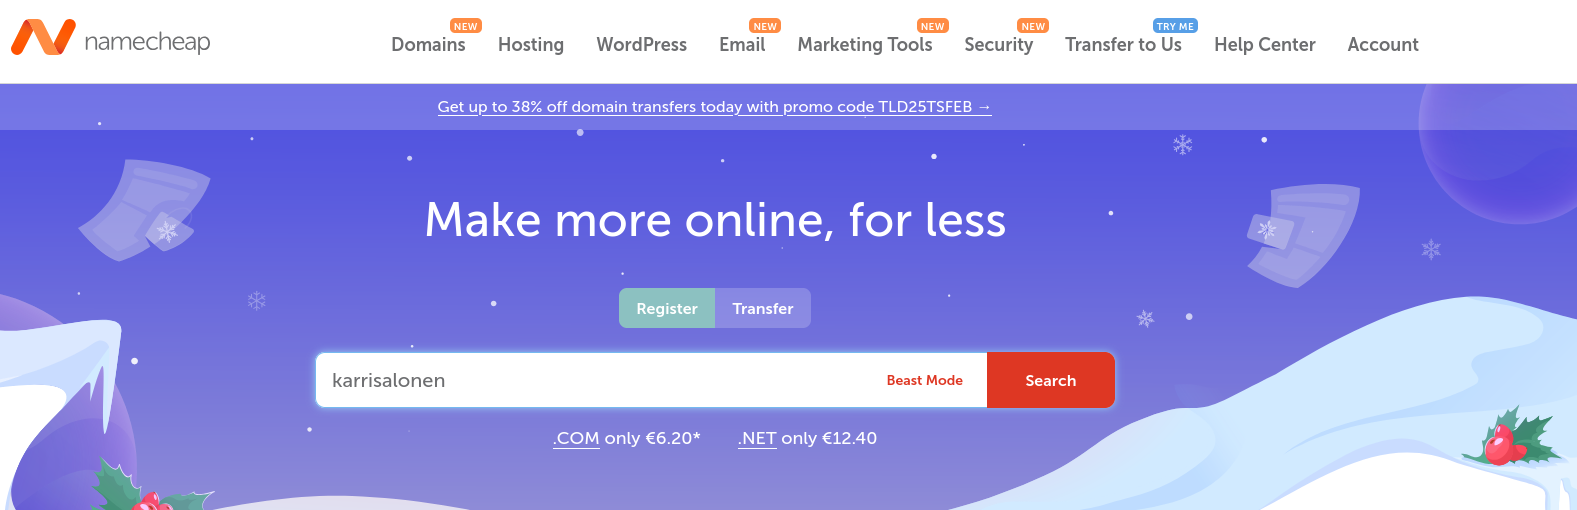 namecheap
NEW NEW NEW NEW TRY ME
Domains Hosting WordPress Email Marketing Tools Security Transfer to Us Help Center Account
Get up to 38% off domain transfers today with promo code TLD25TSFEB →
Make more online, for less
Register Transfer
karrisalonen Beast Mode Search
.COM only €6.20* .NET only €12.40